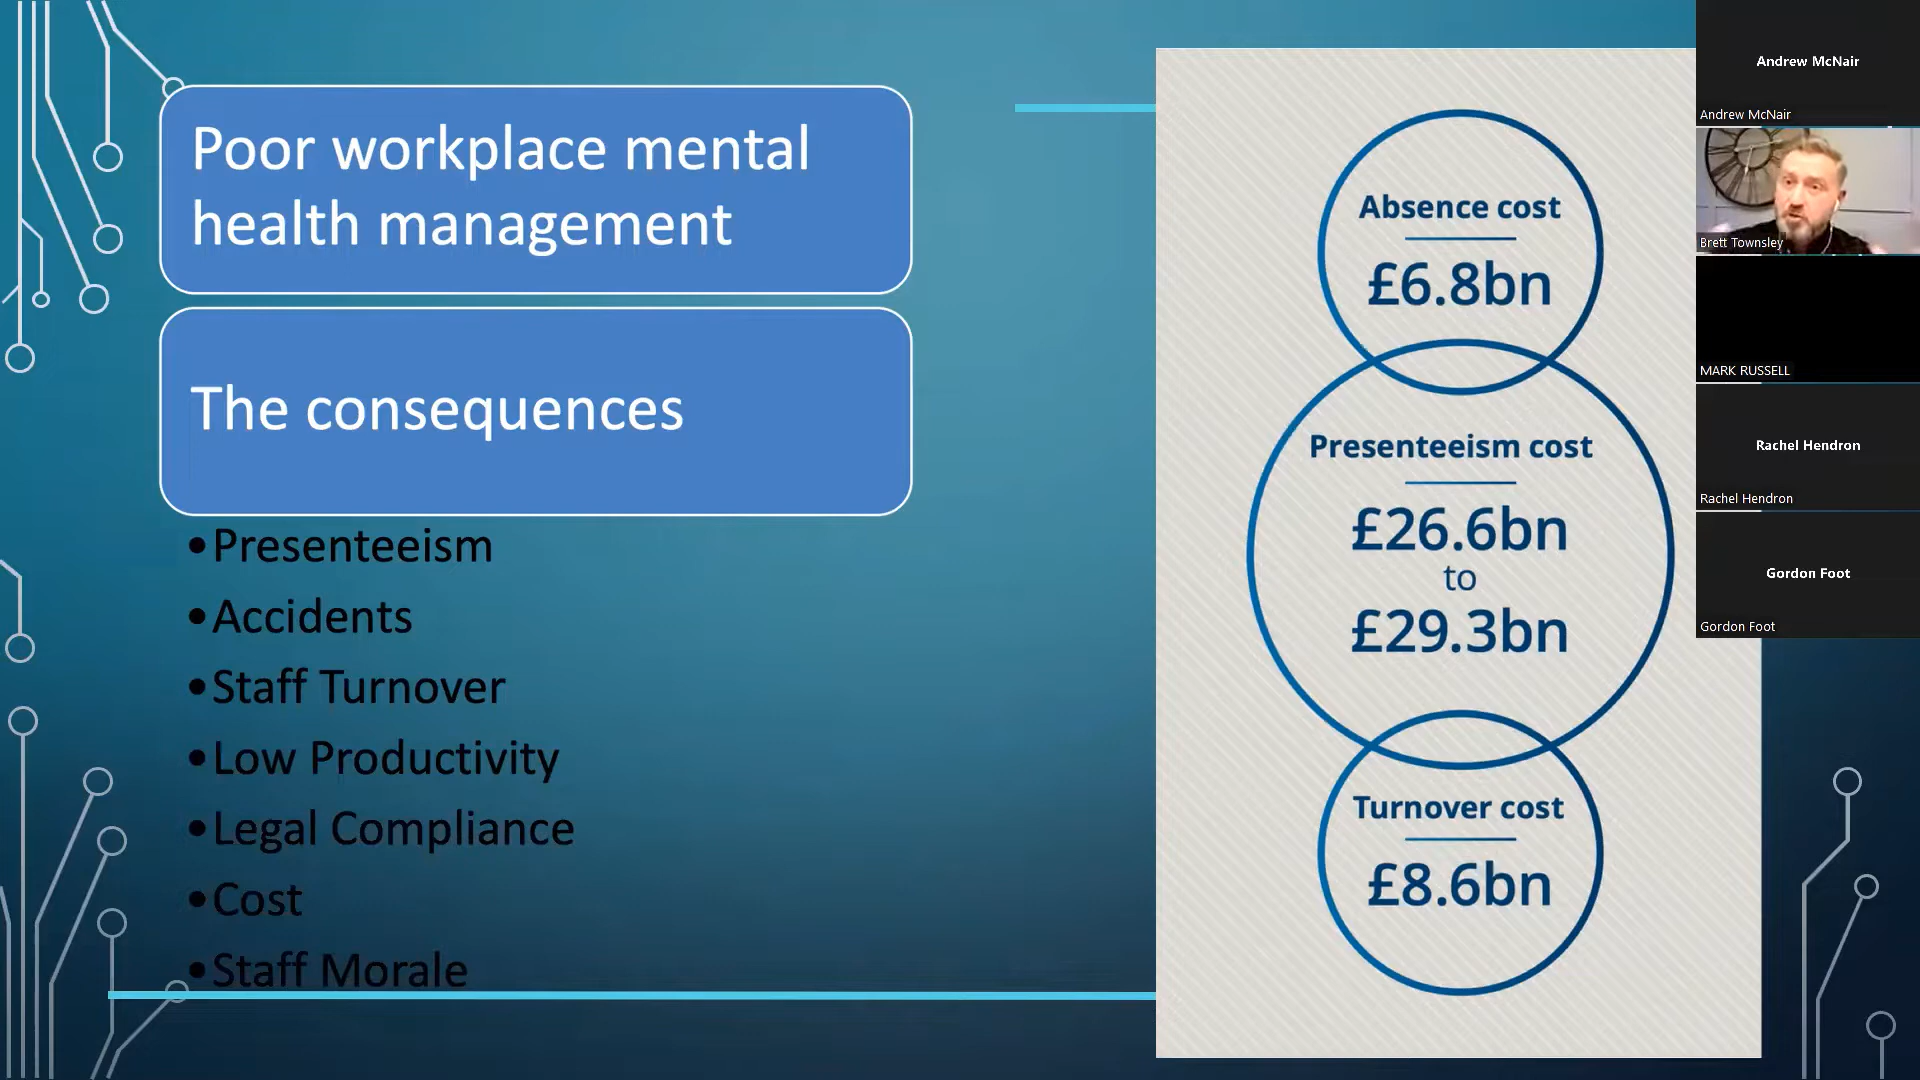 Poor workplace mental
health management
The consequences
•Presenteeism
•Accidents
•Staff Turnover
•Low Productivity
•Legal Compliance
•Cost
•Staff Morale
Absence cost
£6.8bn
Presenteeism cost
£26.6bn
to
£29.3bn
Turnover cost
£8.6bn
Andrew McNair
Andrew McNair
Brett Townsley
MARK RUSSELL
Rachel Hendron
Rachel Hendron
Gordon Foot
Gordon Foot